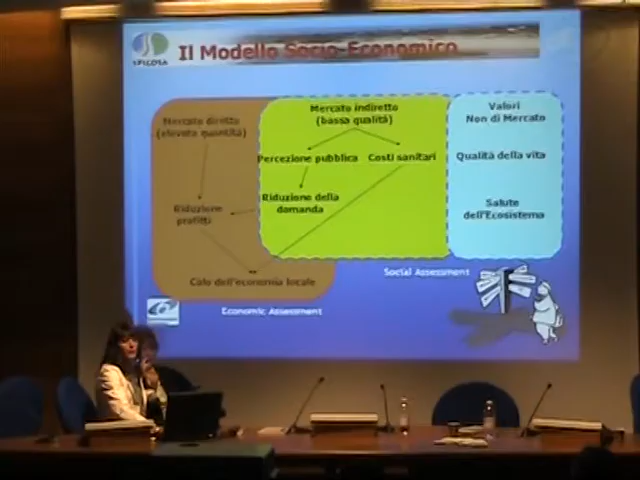 SPICOSA
Il Modello Socio-Economico
Mercato diretto
(elevata quantità)
Mercato indiretto
(bassa qualità)
Valori
Non di Mercato
Percezione pubblica
Costi sanitari
Qualità della vita
Riduzione
profitti
Riduzione della
domanda
Salute
dell'Ecosistema
Calo dell'economia locale
Social Assessment
Economic Assessment